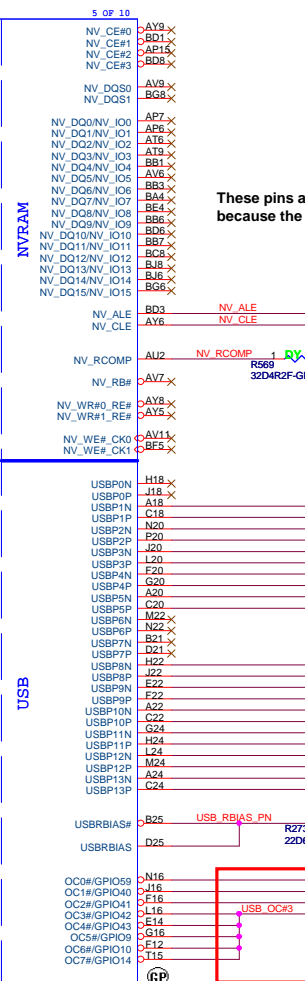 5 OF 10
NV_CE#0 AY9
NV_CE#1 BD1
NV_CE#2 AP15
NV_CE#3 BD8
NV_DQS0 AV9
NV_DQS1 BG8
NV_DQ0/NV_IO0 AP7
NV_DQ1/NV_IO1 AP6
NV_DQ2/NV_IO2 AT6
NV_DQ3/NV_IO3 AT9
NV_DQ4/NV_IO4 BB1
NV_DQ5/NV_IO5 AV6
NV_DQ6/NV_IO6 BB3
NV_DQ7/NV_IO7 BA4
NV_DQ8/NV_IO8 BE4
NV_DQ9/NV_IO9 BB6
NV_DQ10/NV_IO10 BD6
NV_DQ11/NV_IO11 BB7
NV_DQ12/NV_IO12 BC8
NV_DQ13/NV_IO13 BJ8
NV_DQ14/NV_IO14 BJ6
NV_DQ15/NV_IO15 BG6
These pins a
because the
NVRAM
NV_ALE BD3 NV_ALE
NV_CLE AY6 NV_CLE
NV_RCOMP AU2 NV_RCOMP 1 DY
R569
32D4R2F-G
NV_RB# AV7
NV_WR#0_RE# AY8
NV_WR#1_RE# AY5
NV_WE#_CK0 AV11
NV_WE#_CK1 BF5
USBP0N H18
USBP0P J18
USBP1N A18
USBP1P C18
USBP2N N20
USBP2P P20
USBP3N J20
USBP3P L20
USBP4N F20
USBP4P G20
USBP5N A20
USBP5P C20
USBP6N M22
USBP6P N22
USBP7N B21
USBP7P D21
USBP8N H22
USBP8P J22
USBP9N E22
USBP9P F22
USBP10N A22
USBP10P C22
USBP11N G24
USBP11P H24
USBP12N L24
USBP12P M24
USBP13N A24
USBP13P C24
USB
USBRBIAS# B25 USB_RBIAS_PN
R273
22D6
USBRBIAS D25
OC0#/GPIO59 N16
OC1#/GPIO40 J16
OC2#/GPIO41 F16
OC3#/GPIO42 L16 USB_OC#3
OC4#/GPIO43 E14
OC5#/GPIO9 G16
OC6#/GPIO10 F12
OC7#/GPIO14 T15
GP